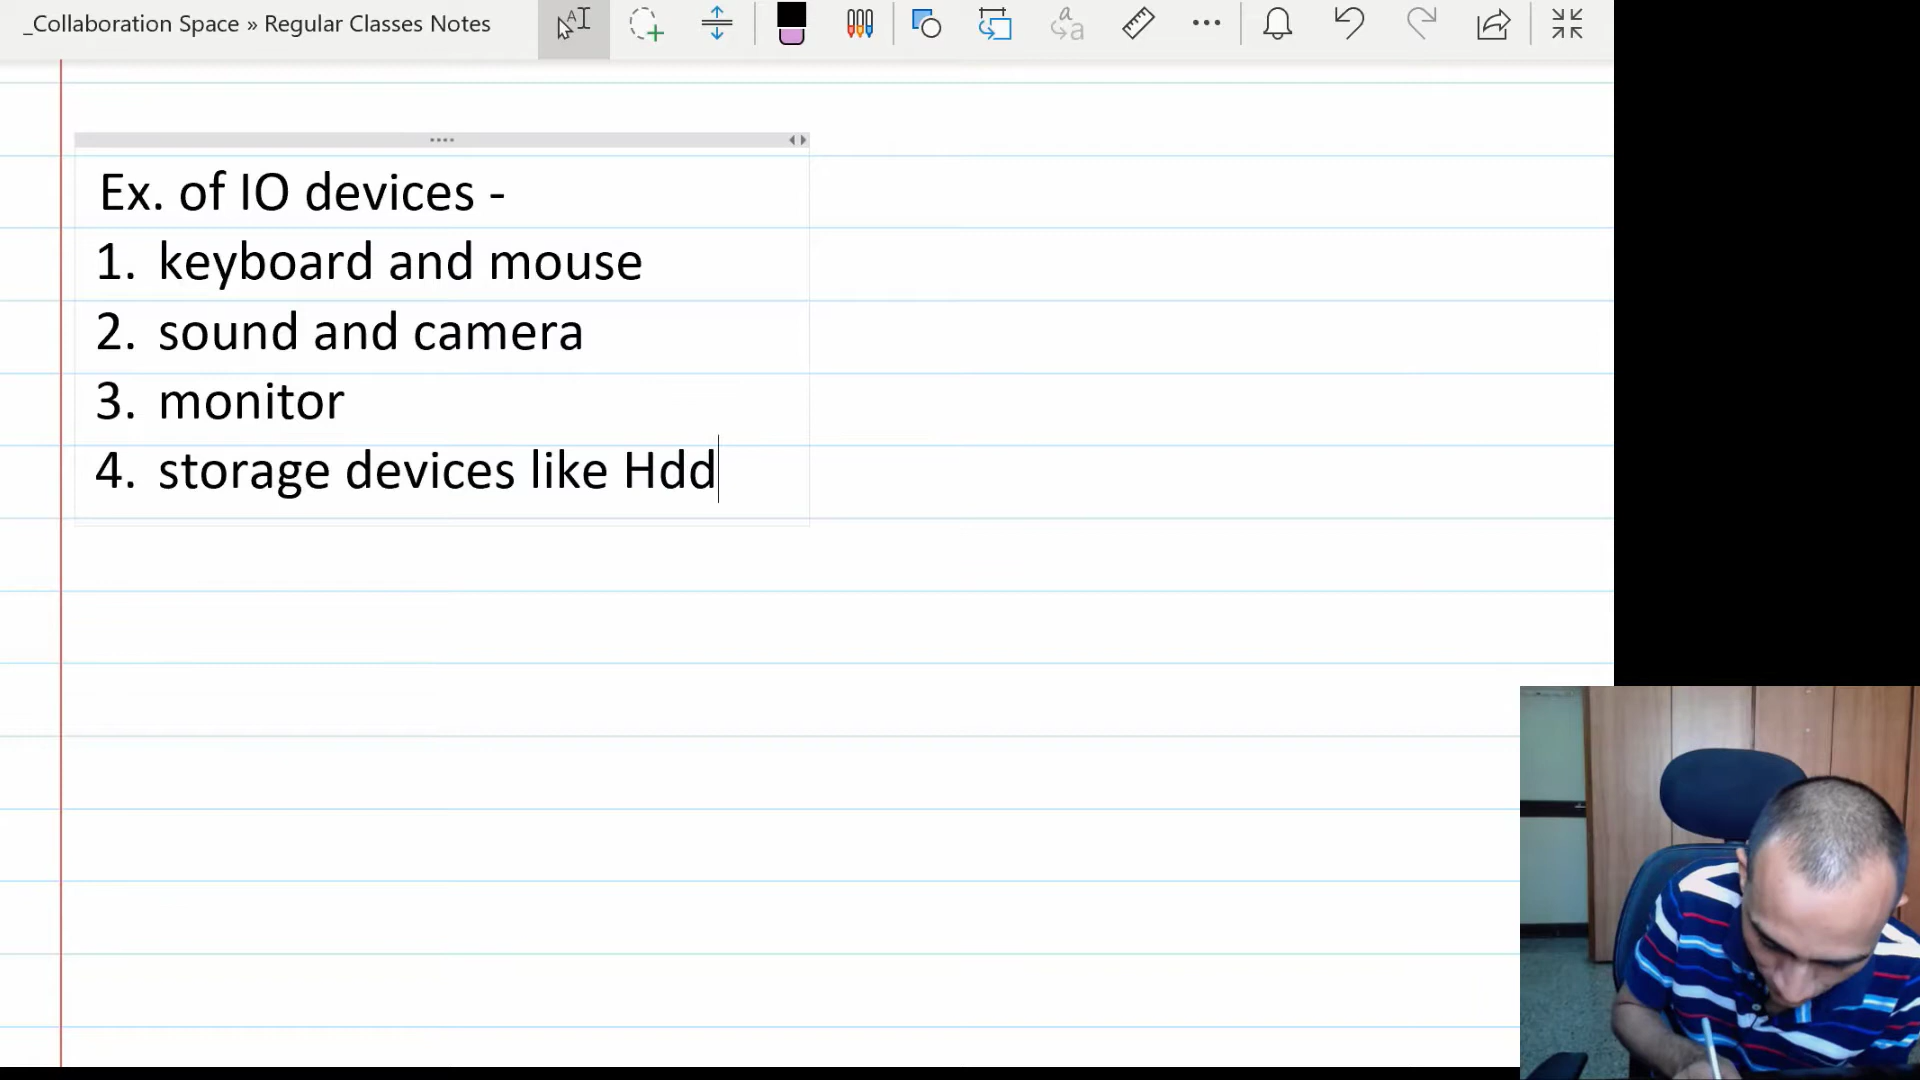 _Collaboration Space » Regular Classes Notes
Ex. of IO devices -
1. keyboard and mouse
2. sound and camera
3. monitor
4. storage devices like Hdd